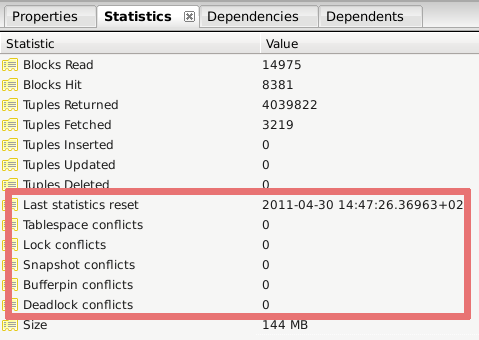 Properties Statistics Dependencies Dependents
Statistic Value
Blocks Read 14975
Blocks Hit 8381
Tuples Returned 4039822
Tuples Fetched 3219
Tuples Inserted 0
Tuples Updated 0
Tuples Deleted 0
Last statistics reset 2011-04-30 14:47:26.36963+02
Tablespace conflicts 0
Lock conflicts 0
Snapshot conflicts 0
Bufferpin conflicts 0
Deadlock conflicts 0
Size 144 MB